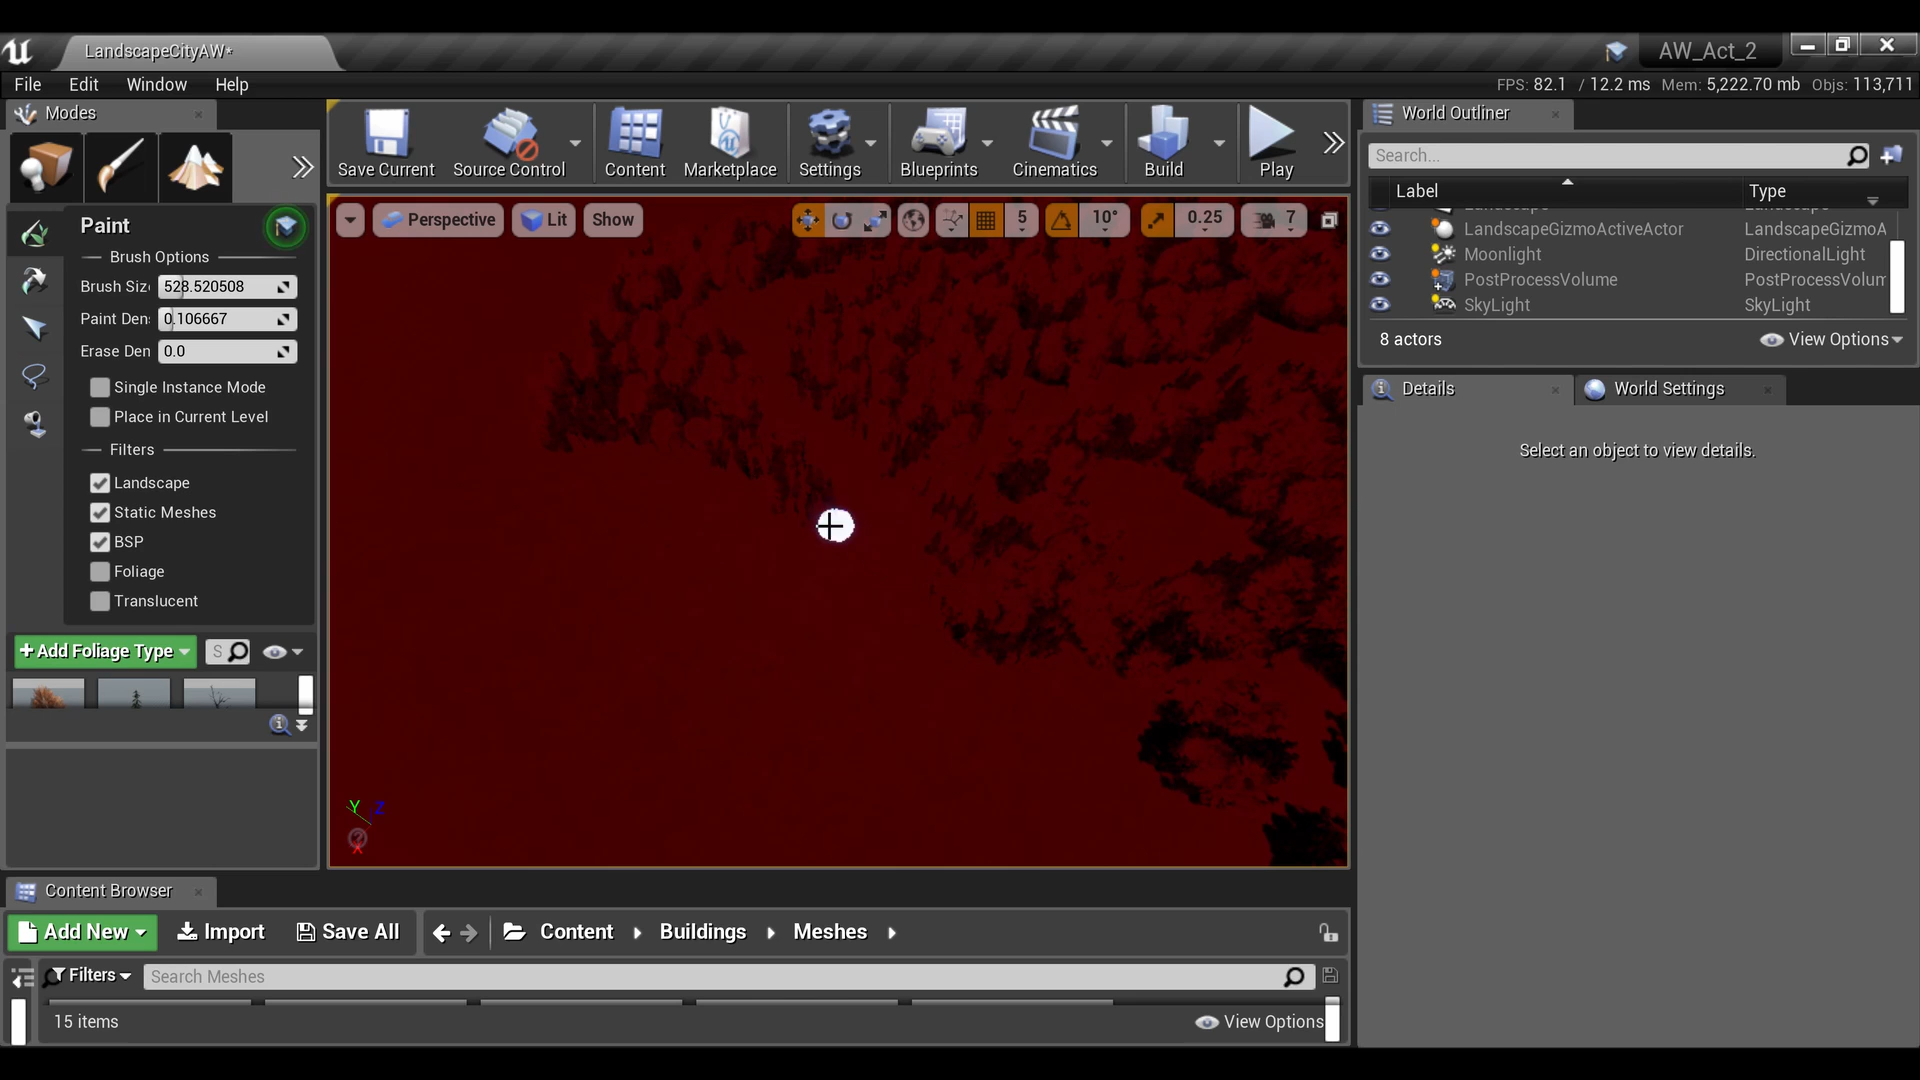 LandscapeCityAW*
AW_Act_2
File Edit Window Help
FPS: 82.1 / 12.2 ms Mem: 5,222.70 mb Objs: 113,711
Modes
Save Current
Source Control
Content
Marketplace
Settings
Blueprints
Cinematics
Build
Play
World Outliner
Search...
Label
Type
LandscapeGizmoActiveActor LandscapeGizmoA
Moonlight DirectionalLight
PostProcessVolume PostProcessVolum
SkyLight SkyLight
8 actors
View Options
Paint
Brush Options
Brush Siz 528.520508
Paint Den 0.106667
Erase Den 0.0
Single Instance Mode
Place in Current Level
Filters
Landscape
Static Meshes
BSP
Foliage
Translucent
+Add Foliage Type
S
Perspective
Lit
Show
5
10°
0.25
7
Y Z
X
Details
World Settings
Select an object to view details.
Content Browser
Add New
Import
Save All
Content
Buildings
Meshes
Filters
Search Meshes
15 items
View Options